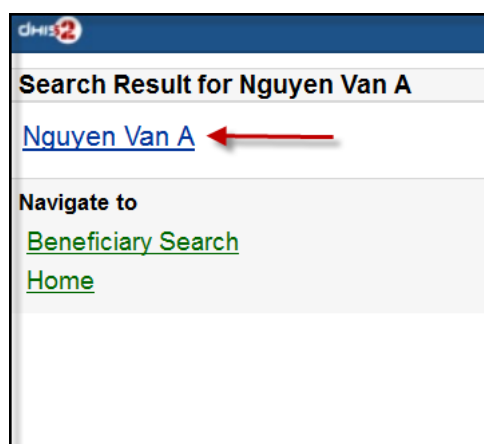 dHIS2
Search Result for Nguyen Van A
Nguyen Van A
Navigate to
Beneficiary Search
Home